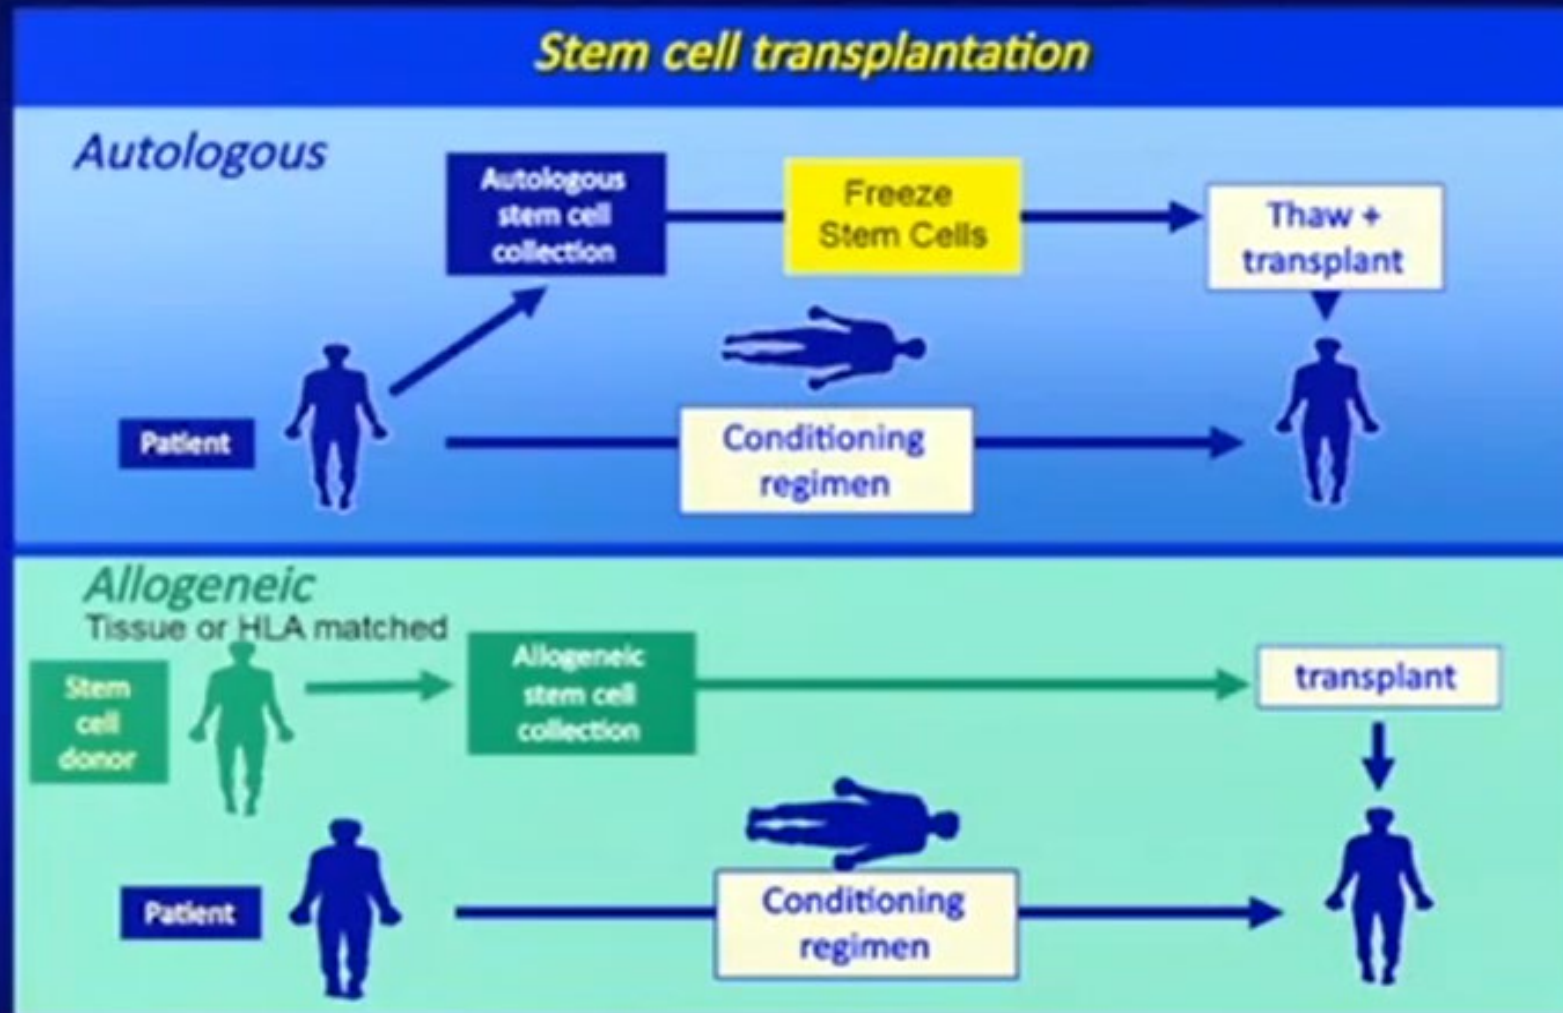 Stem cell transplantation
Autologous
Autologous
stem cell
collection
Freeze
Stem Cells
Thaw +
transplant
Patient
Conditioning
regimen
Allogeneic
Tissue or HLA matched
Stem
cell
donor
Allogeneic
stem cell
collection
transplant
Patient
Conditioning
regimen